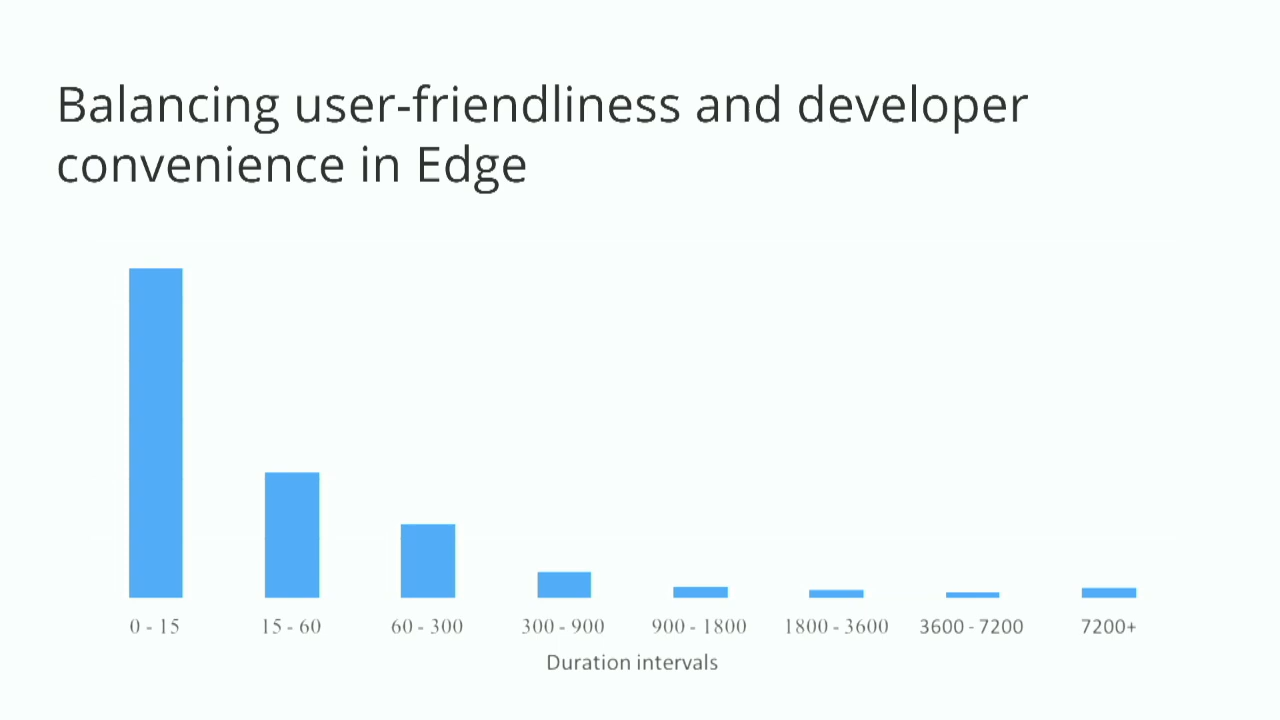 Balancing user-friendliness and developer
convenience in Edge
0 - 15
15 - 60
60 - 300
300 - 900
900 - 1800
1800 - 3600
3600 - 7200
7200+
Duration intervals